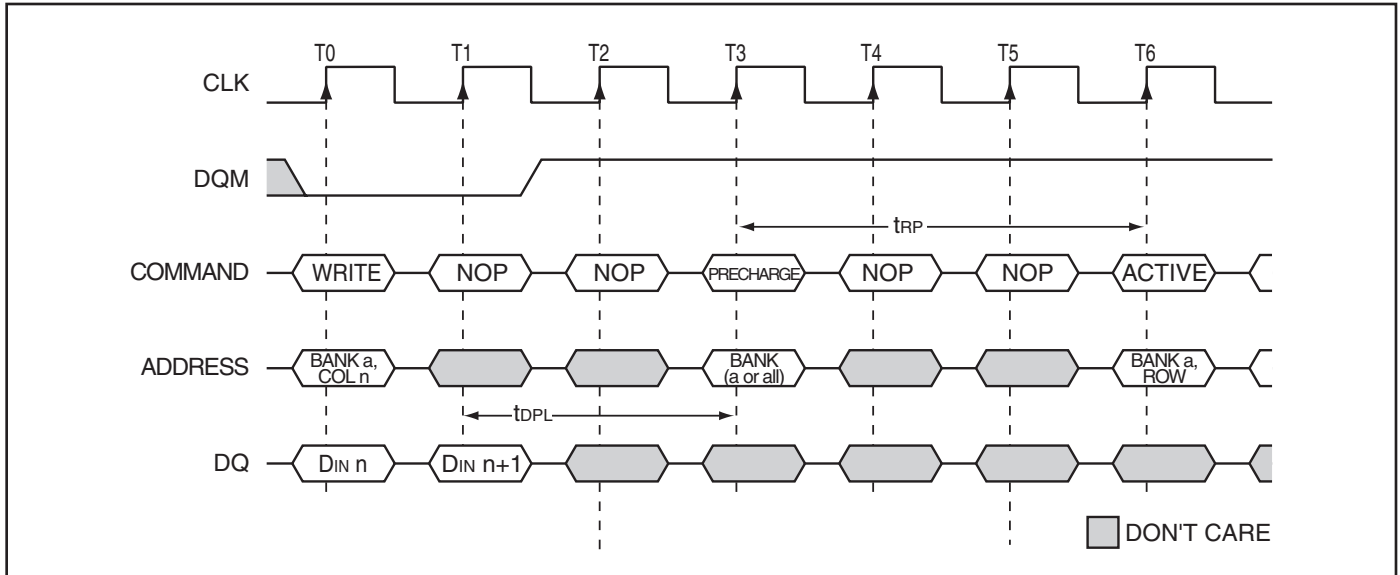 T0 T1 T2 T3 T4 T5 T6
CLK
DQM
tRP
COMMAND WRITE NOP NOP PRECHARGE NOP NOP ACTIVE
ADDRESS BANK a, COL n BANK (a or all) BANK a, ROW
tDPL
DQ DIN n DIN n+1
DON'T CARE